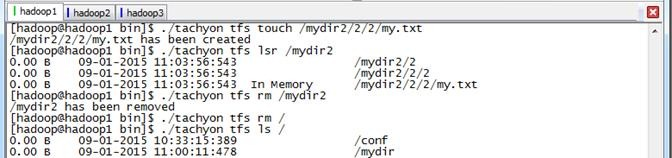 hadoop1 hadoop2 hadoop3
[hadoop@hadoop1 bin]$ ./tachyon tfs touch /mydir2/2/2/my.txt
/mydir2/2/2/my.txt has been created
[hadoop@hadoop1 bin]$ ./tachyon tfs lsr /mydir2
0.00 B 09-01-2015 11:03:56:543 /mydir2/2
0.00 B 09-01-2015 11:03:56:543 /mydir2/2/2
0.00 B 09-01-2015 11:03:56:543 In Memory /mydir2/2/2/my.txt
[hadoop@hadoop1 bin]$ ./tachyon tfs rm /mydir2
/mydir2 has been removed
[hadoop@hadoop1 bin]$ ./tachyon tfs rm /
[hadoop@hadoop1 bin]$ ./tachyon tfs ls /
0.00 B 09-01-2015 10:33:15:389 /conf
0.00 B 09-01-2015 11:00:11:478 /mydir